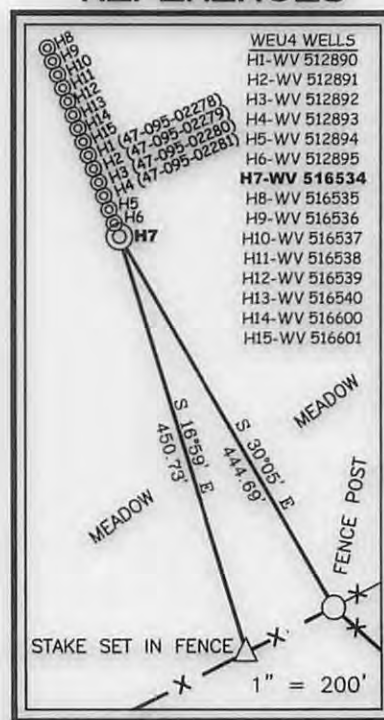 WEU4 WELLS
H1-WV 512890
H2-WV 512891
H3-WV 512892
H4-WV 512893
H5-WV 512894
H6-WV 512895
H7-WV 516534
H8-WV 516535
H9-WV 516536
H10-WV 516537
H11-WV 516538
H12-WV 516539
H13-WV 516540
H14-WV 516600
H15-WV 516601
H8
H9
H10
H11
H12
H13
H14
H15
H1 (47-095-02278)
H2 (47-095-02279)
H3 (47-095-02280)
H4 (47-095-02281)
H5
H6
H7
S 16°59' E
450.73'
S 30°05' E
444.69'
MEADOW
MEADOW
FENCE POST
STAKE SET IN FENCE
1" = 200'